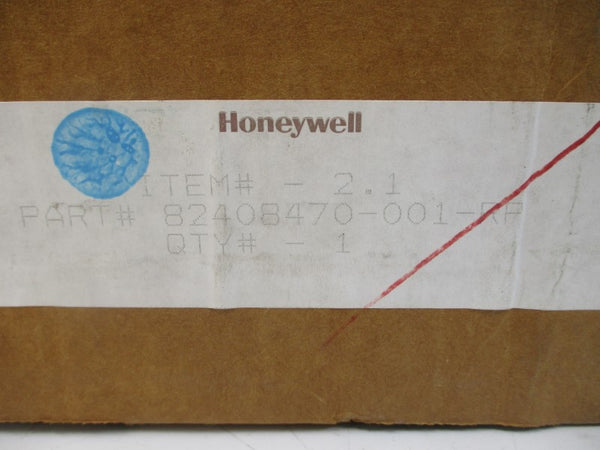 Honeywell
ITEM# - 2.1
PART# 82408470-001-RP
QTY# - 1